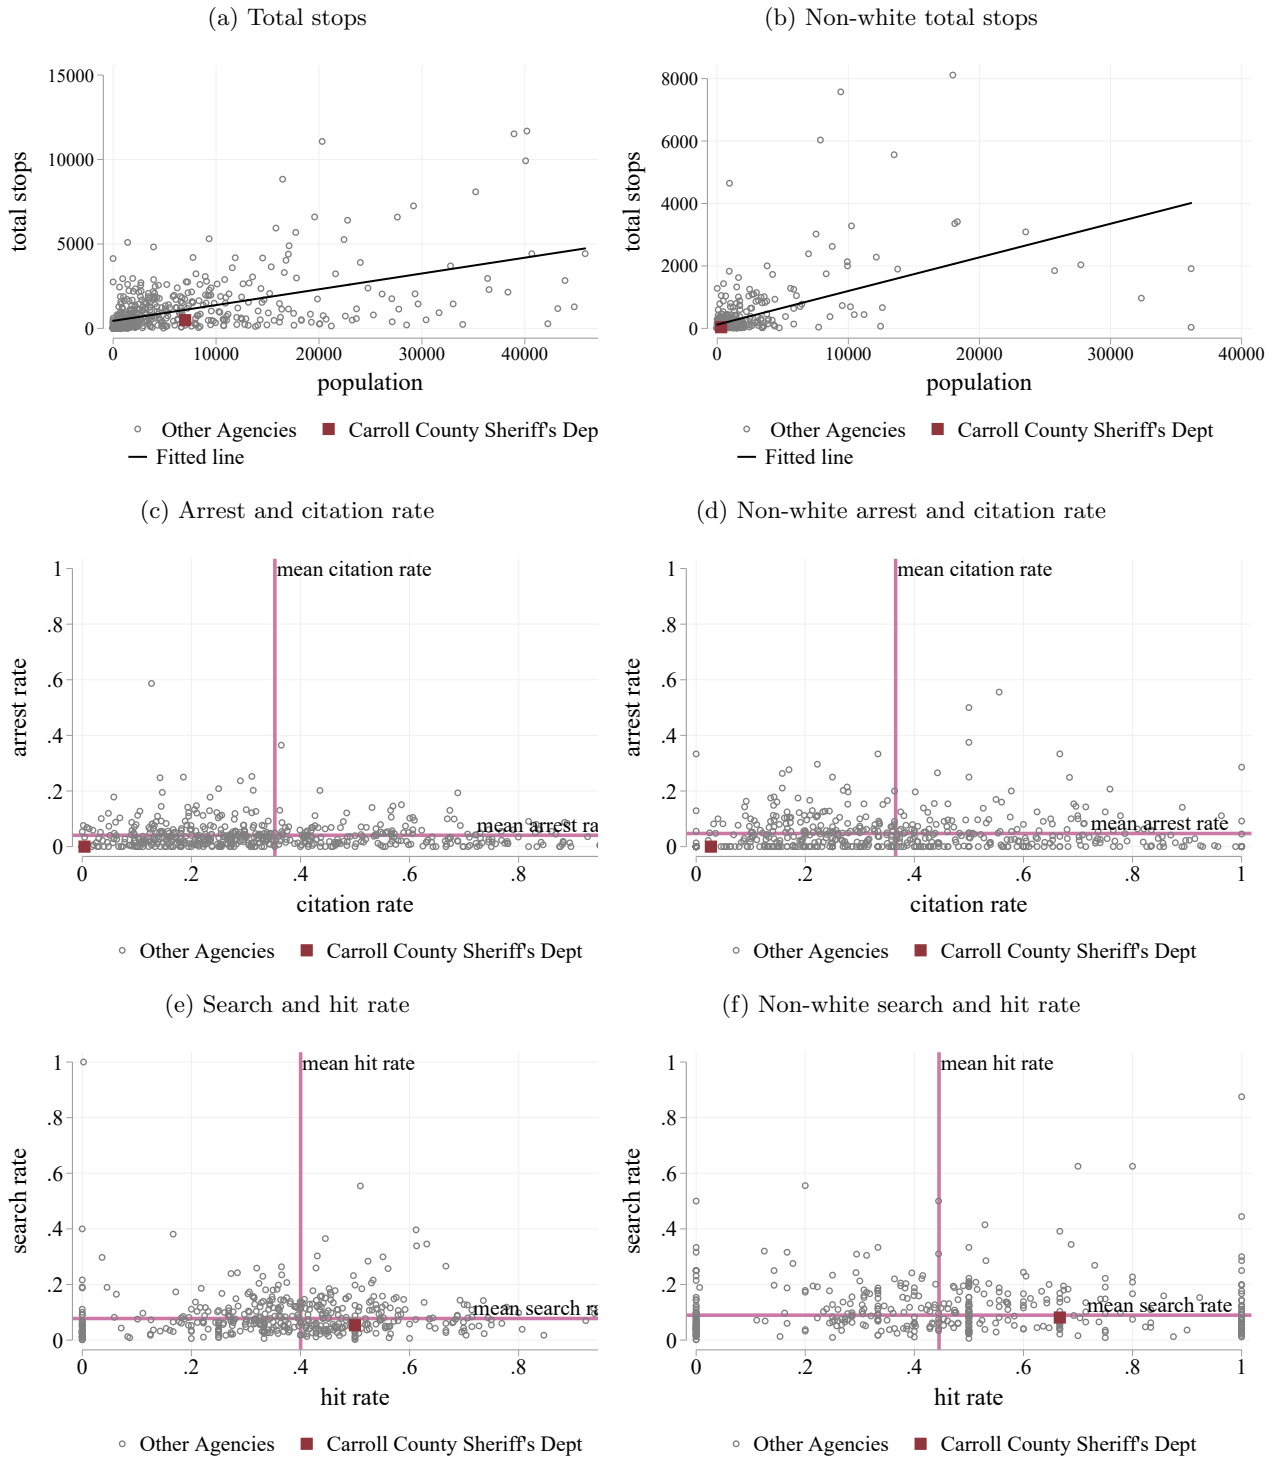 (a) Total stops
(b) Non-white total stops
total stops
15000
10000
5000
0
0 10000 20000 30000 40000
population
Other Agencies Carroll County Sheriff's Dep
Fitted line
total stops
8000
6000
4000
2000
0
0 10000 20000 30000 40000
population
Other Agencies Carroll County Sheriff's Dept
Fitted line
(c) Arrest and citation rate
(d) Non-white arrest and citation rate
arrest rate
1
.8
.6
.4
.2
0
mean citation rate
mean arrest ra
0 .2 .4 .6 .8
citation rate
Other Agencies Carroll County Sheriff's Dept
arrest rate
1
.8
.6
.4
.2
0
mean citation rate
mean arrest rate
0 .2 .4 .6 .8 1
citation rate
Other Agencies Carroll County Sheriff's Dept
(e) Search and hit rate
(f) Non-white search and hit rate
search rate
1
.8
.6
.4
.2
0
mean hit rate
mean search ra
0 .2 .4 .6 .8
hit rate
Other Agencies Carroll County Sheriff's Dept
search rate
1
.8
.6
.4
.2
0
mean hit rate
mean search rate
0 .2 .4 .6 .8 1
hit rate
Other Agencies Carroll County Sheriff's Dept